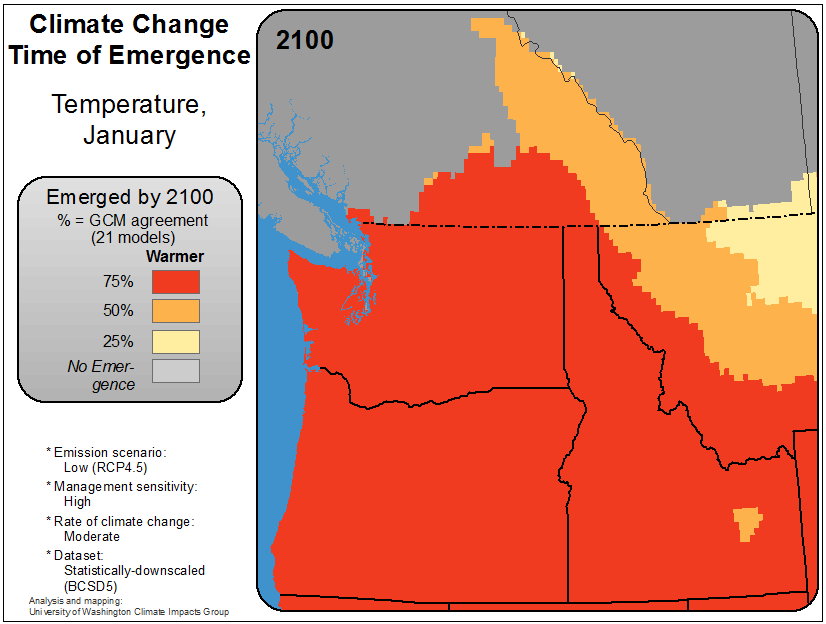 Climate Change
Time of Emergence
Temperature,
January
2100
Emerged by 2100
% = GCM agreement
(21 models)
Warmer
75%
50%
25%
No Emer-
gence
* Emission scenario:
Low (RCP4.5)
* Management sensitivity:
High
* Rate of climate change:
Moderate
* Dataset:
Statistically-downscaled
(BCSD5)
Analysis and mapping:
University of Washington Climate Impacts Group